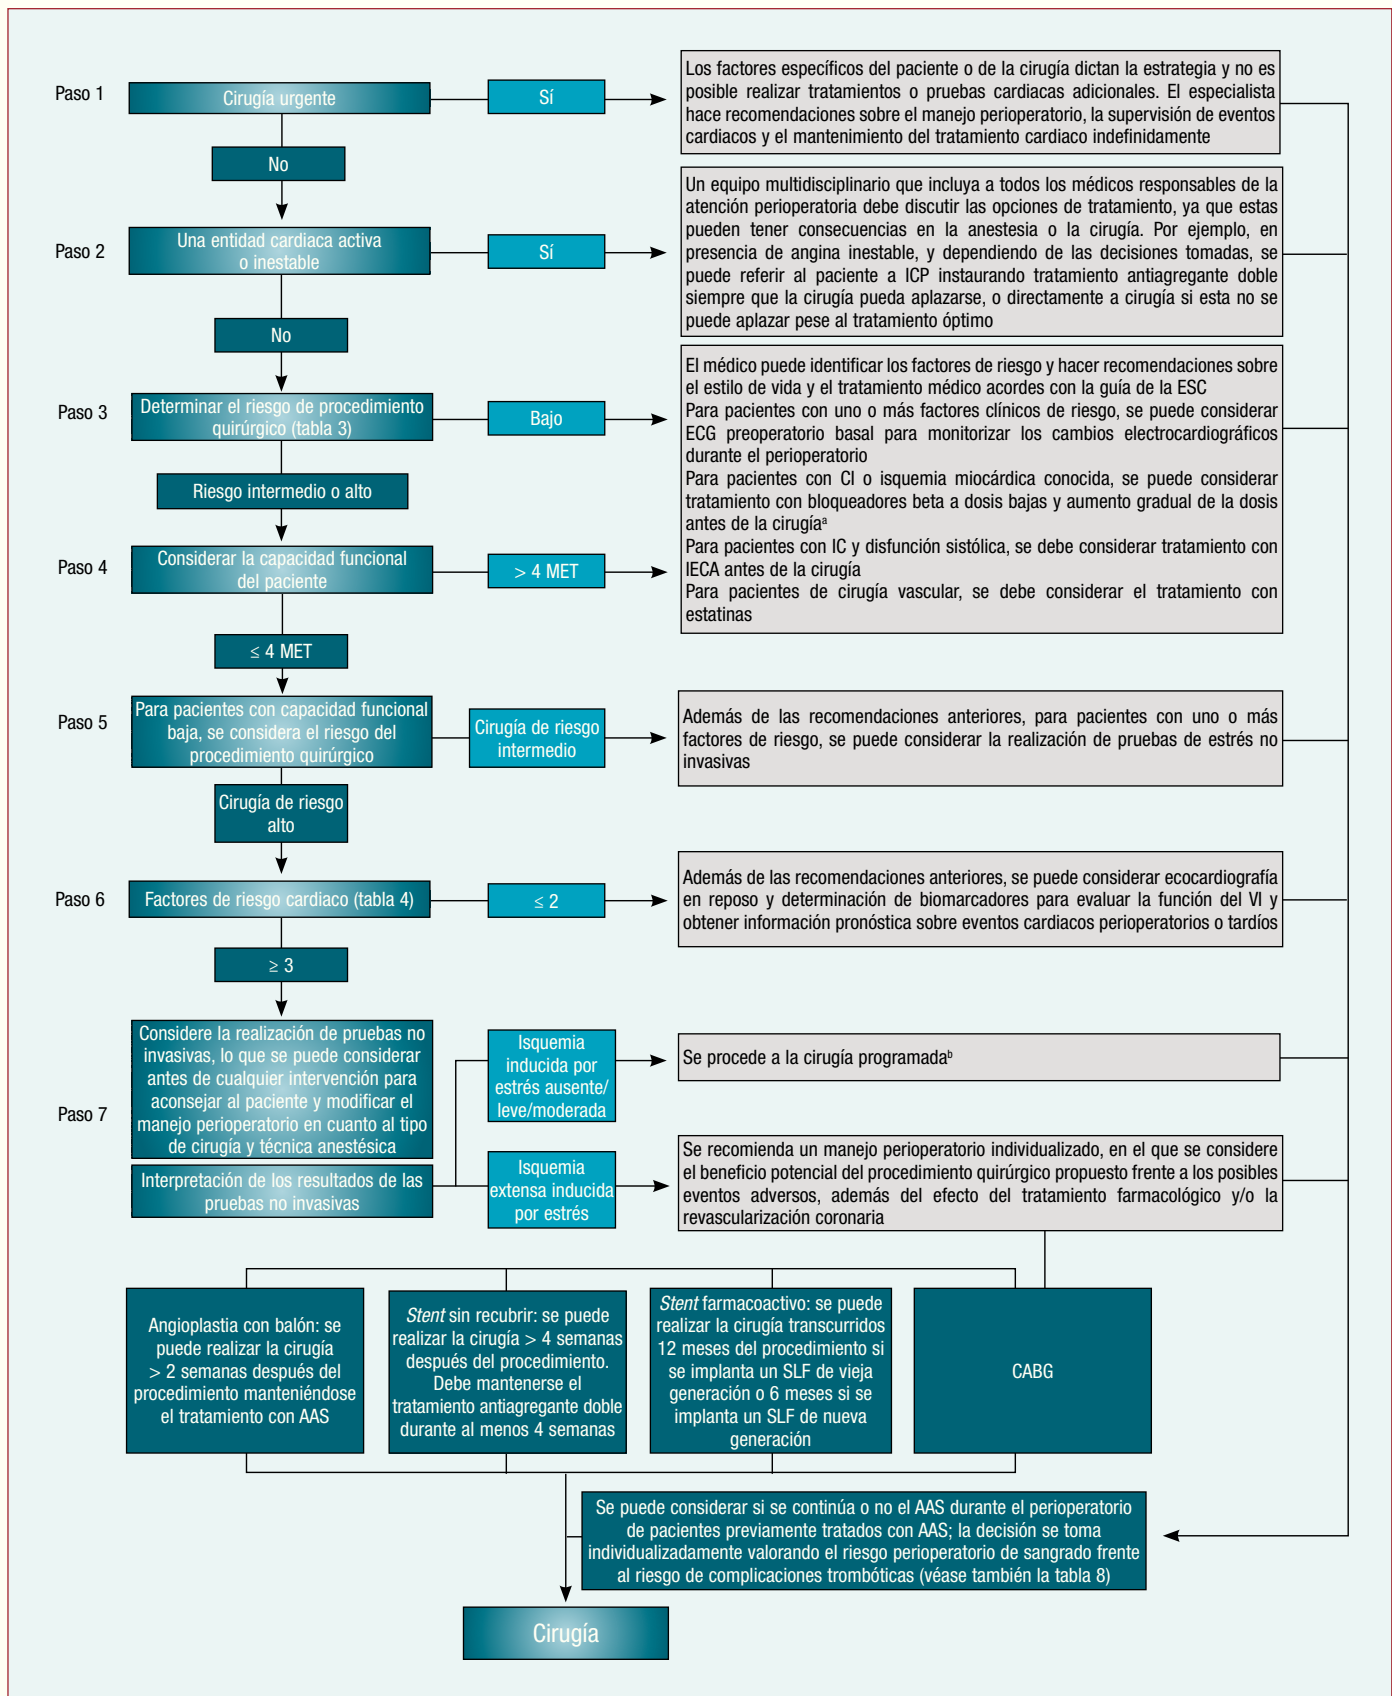 Paso 1
Cirugía urgente
Sí
Los factores específicos del paciente o de la cirugía dictan la estrategia y no es
posible realizar tratamientos o pruebas cardiacas adicionales. El especialista
hace recomendaciones sobre el manejo perioperatorio, la supervisión de eventos
cardiacos y el mantenimiento del tratamiento cardiaco indefinidamente
No
Paso 2
Una entidad cardiaca activa
o inestable
Sí
Un equipo multidisciplinario que incluya a todos los médicos responsables de la
atención perioperatoria debe discutir las opciones de tratamiento, ya que estas
pueden tener consecuencias en la anestesia o la cirugía. Por ejemplo, en
presencia de angina inestable, y dependiendo de las decisiones tomadas, se
puede referir al paciente a ICP instaurando tratamiento antiagregante doble
siempre que la cirugía pueda aplazarse, o directamente a cirugía si esta no se
puede aplazar pese al tratamiento óptimo
No
Paso 3
Determinar el riesgo de procedimiento
quirúrgico (tabla 3)
Bajo
El médico puede identificar los factores de riesgo y hacer recomendaciones sobre
el estilo de vida y el tratamiento médico acordes con la guía de la ESC
Para pacientes con uno o más factores clínicos de riesgo, se puede considerar
ECG preoperatorio basal para monitorizar los cambios electrocardiográficos
durante el perioperatorio
Para pacientes con CI o isquemia miocárdica conocida, se puede considerar
tratamiento con bloqueadores beta a dosis bajas y aumento gradual de la dosis
antes de la cirugíaª
Para pacientes con IC y disfunción sistólica, se debe considerar tratamiento con
IECA antes de la cirugía
Para pacientes de cirugía vascular, se debe considerar el tratamiento con
estatinas
Riesgo intermedio o alto
Paso 4
Considerar la capacidad funcional
del paciente
> 4 MET
≤ 4 MET
Paso 5
Para pacientes con capacidad funcional
baja, se considera el riesgo del
procedimiento quirúrgico
Cirugía de riesgo
intermedio
Además de las recomendaciones anteriores, para pacientes con uno o más
factores de riesgo, se puede considerar la realización de pruebas de estrés no
invasivas
Cirugía de riesgo
alto
Paso 6
Factores de riesgo cardiaco (tabla 4)
≤ 2
Además de las recomendaciones anteriores, se puede considerar ecocardiografía
en reposo y determinación de biomarcadores para evaluar la función del VI y
obtener información pronóstica sobre eventos cardiacos perioperatorios o tardíos
≥ 3
Paso 7
Considere la realización de pruebas no
invasivas, lo que se puede considerar
antes de cualquier intervención para
aconsejar al paciente y modificar el
manejo perioperatorio en cuanto al tipo
de cirugía y técnica anestésica
Isquemia
inducida por
estrés ausente/
leve/moderada
Se procede a la cirugía programadaᵇ
Interpretación de los resultados de las
pruebas no invasivas
Isquemia
extensa inducida
por estrés
Se recomienda un manejo perioperatorio individualizado, en el que se considere
el beneficio potencial del procedimiento quirúrgico propuesto frente a los posibles
eventos adversos, además del efecto del tratamiento farmacológico y/o la
revascularización coronaria
Angioplastia con balón: se
puede realizar la cirugía
> 2 semanas después del
procedimiento manteniéndose
el tratamiento con AAS
Stent sin recubrir: se puede
realizar la cirugía > 4 semanas
después del procedimiento.
Debe mantenerse el
tratamiento antiagregante doble
durante al menos 4 semanas
Stent farmacoactivo: se puede
realizar la cirugía transcurridos
12 meses del procedimiento si
se implanta un SLF de vieja
generación o 6 meses si se
implanta un SLF de nueva
generación
CABG
Se puede considerar si se continúa o no el AAS durante el perioperatorio
de pacientes previamente tratados con AAS; la decisión se toma
individualizadamente valorando el riesgo perioperatorio de sangrado frente
al riesgo de complicaciones trombóticas (véase también la tabla 8)
Cirugía